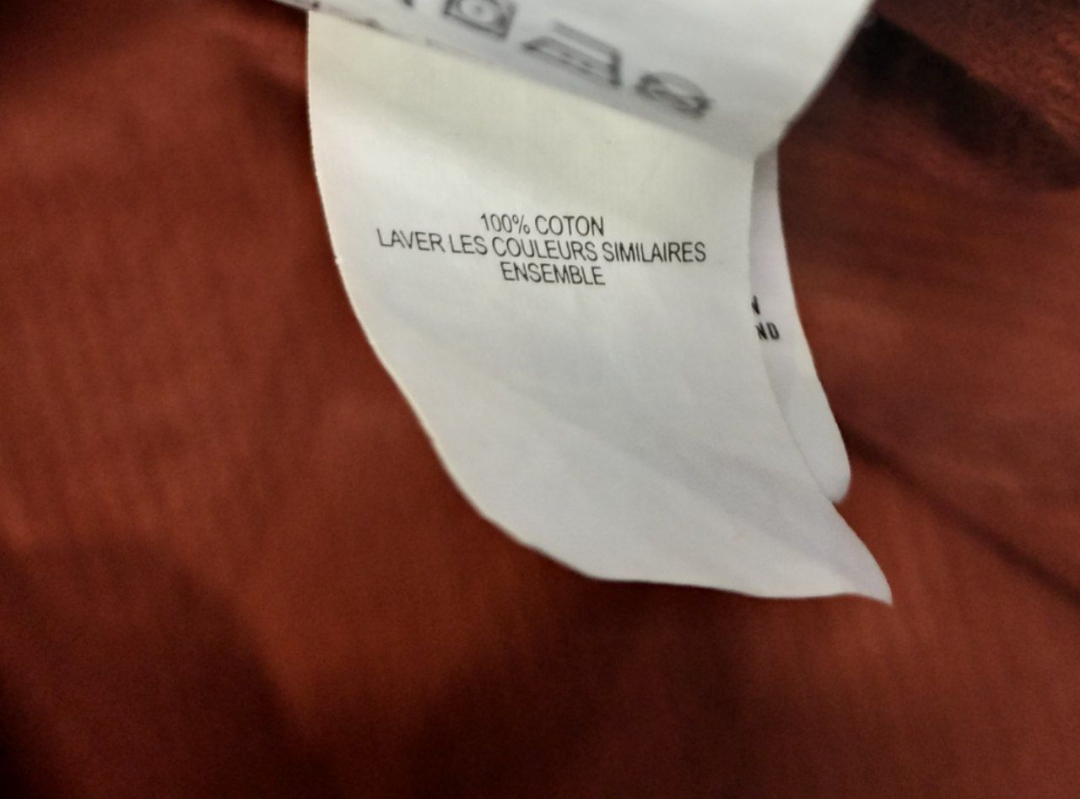 100% COTON
LAVER LES COULEURS SIMILAIRES
ENSEMBLE